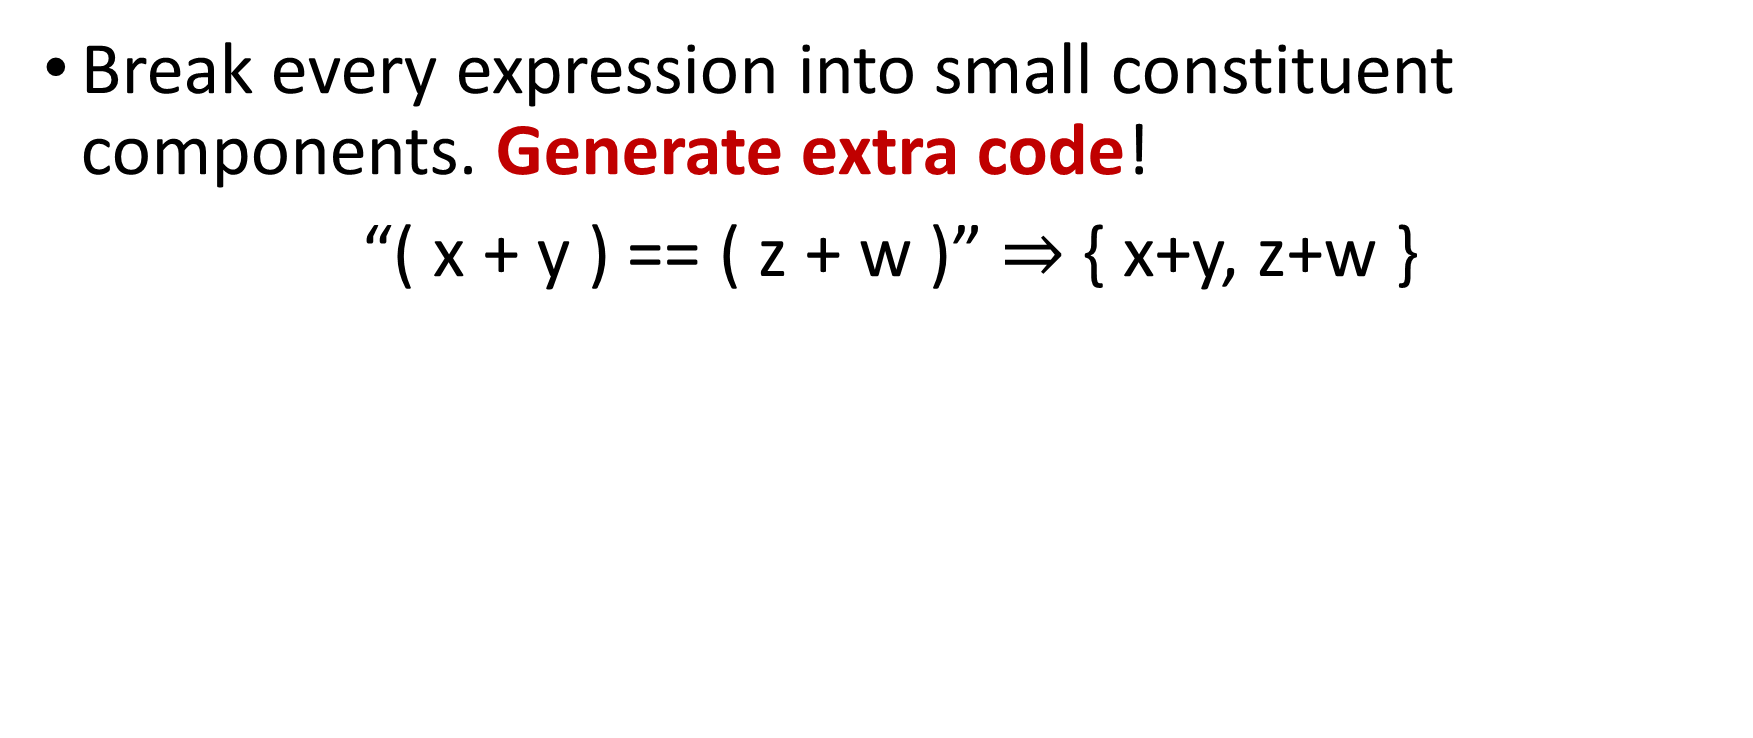 • Break every expression into small constituent
components. Generate extra code!
“( x + y ) == ( z + w )” ⇒ { x+y, z+w }